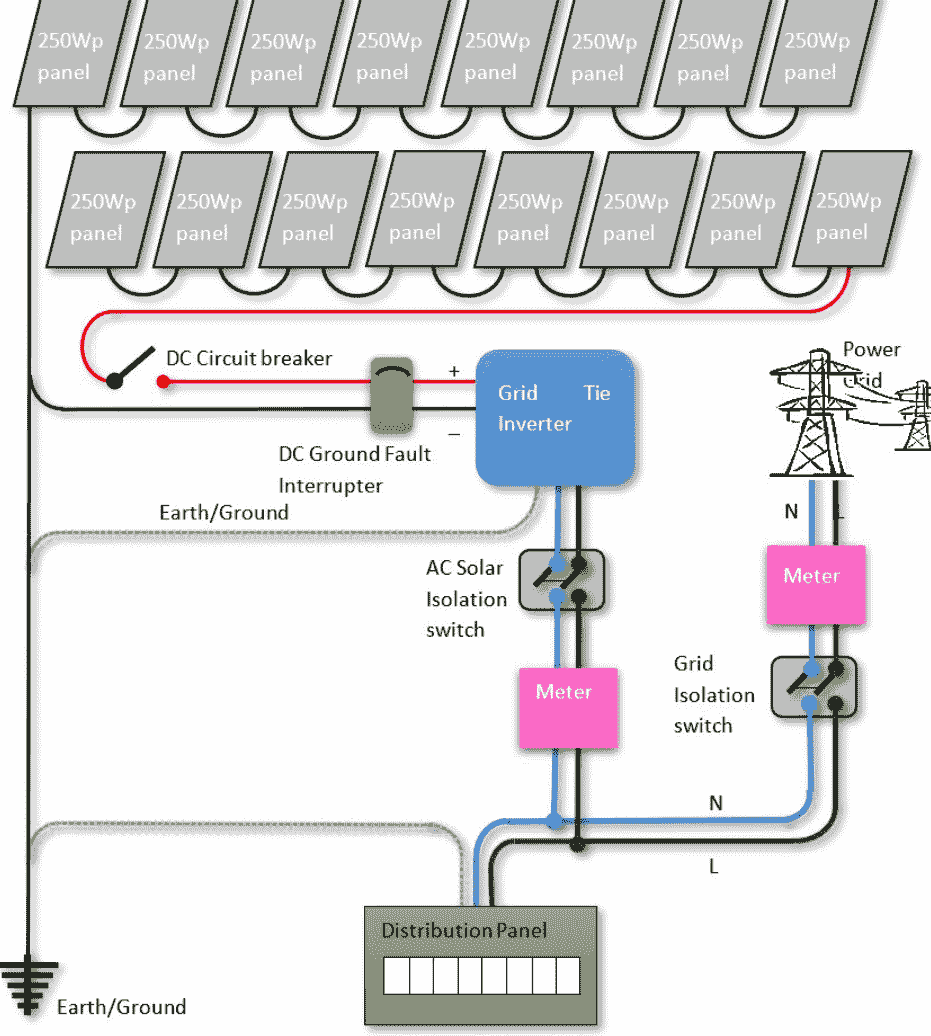 250Wp 250Wp 250Wp 250Wp 250Wp 250Wp 250Wp 250Wp
panel panel panel panel panel panel panel panel
250Wp 250Wp 250Wp 250Wp 250Wp 250Wp 250Wp 250Wp
panel panel panel panel panel panel panel panel
DC Circuit breaker
+
–
Grid Tie
Inverter
Power
Grid
DC Ground Fault
Interrupter
Earth/Ground
N L
AC Solar
Isolation
switch
Meter
Grid
Isolation
switch
Meter
N
L
Distribution Panel
Earth/Ground